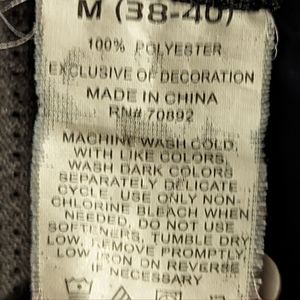 M (38-40)
100% POLYESTER
EXCLUSIVE OF DECORATION
MADE IN CHINA
RN# 70892
MACHINE WASH COLD,
WITH LIKE COLORS,
WASH DARK COLORS
SEPARATELY DELICATE
CYCLE. USE ONLY NON-
CHLORINE BLEACH WHEN
NEEDED. DO NOT USE
SOFTENERS. TUMBLE DRY
LOW, REMOVE PROMPTLY,
LOW IRON ON REVERSE
IF NECESSARY